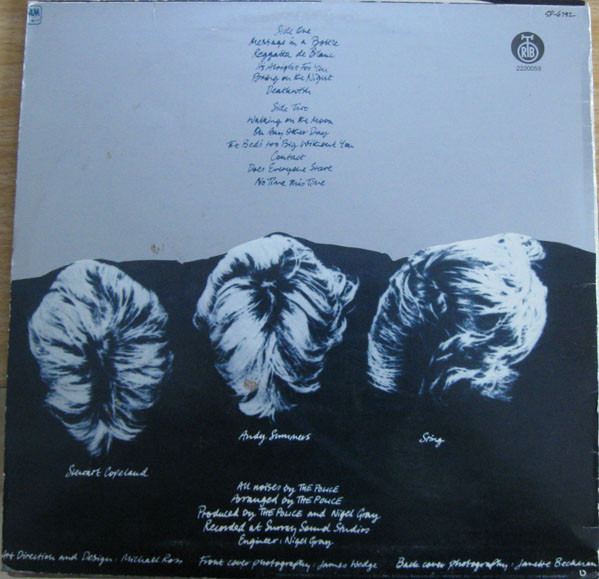 A&M
SP-4792
RTB
2220059
Side One
Message in a Bottle
Reggatta de Blanc
It's Alright For You
Bring on the Night
Deathwish
Side Two
Walking on the Moon
On Any Other Day
The Bed's too Big Without You
Contact
Does Everyone Stare
No Time This Time
Andy Summers
Sting
Stewart Copeland
All noises by THE POLICE
Arranged by THE POLICE
Produced by THE POLICE and Nigel Gray
Recorded at Surrey Sound Studios
Engineer: Nigel Gray
Art Direction and Design: Michael Ross Front cover photography: James Wedge Back cover photography: Janette Beckman